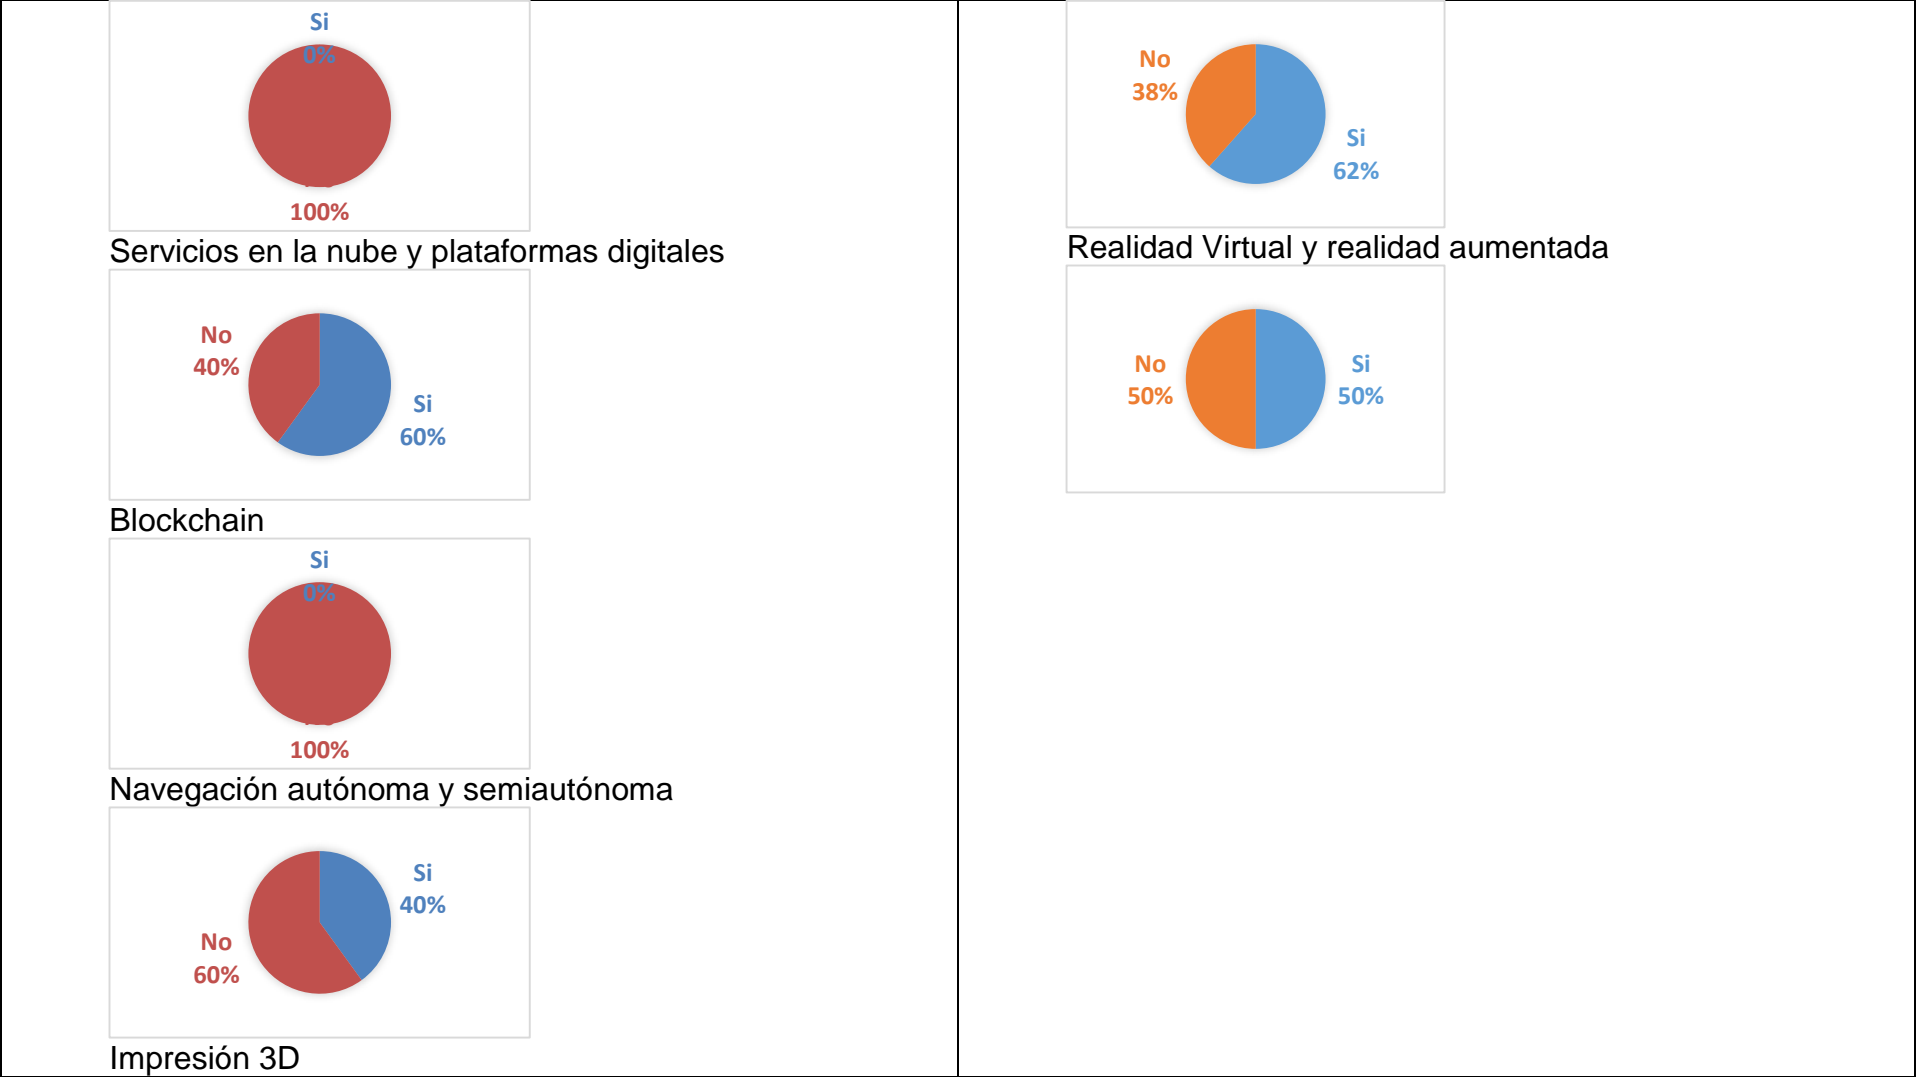 Si
0%
100%
Servicios en la nube y plataformas digitales
No
40%
Si
60%
Blockchain
Si
0%
100%
Navegación autónoma y semiautónoma
Si
40%
No
60%
Impresión 3D
No
38%
Si
62%
Realidad Virtual y realidad aumentada
No
50%
Si
50%